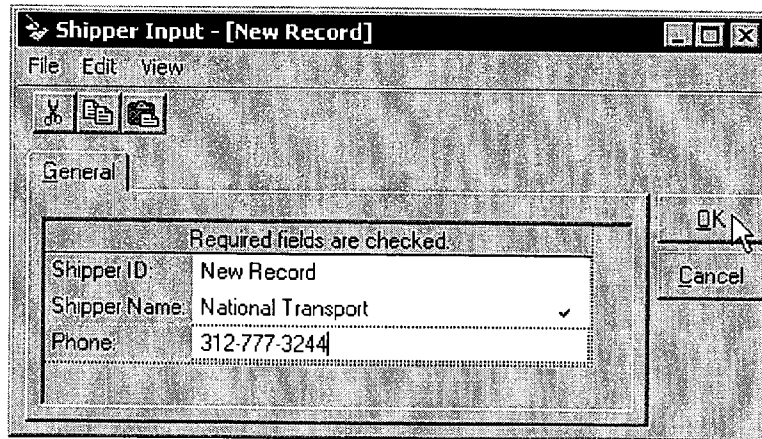 Shipper Input - [New Record]
File Edit View
General
OK
Required fields are checked.
Shipper ID: New Record
Cancel
Shipper Name: National Transport ✓
Phone: 312-777-3244